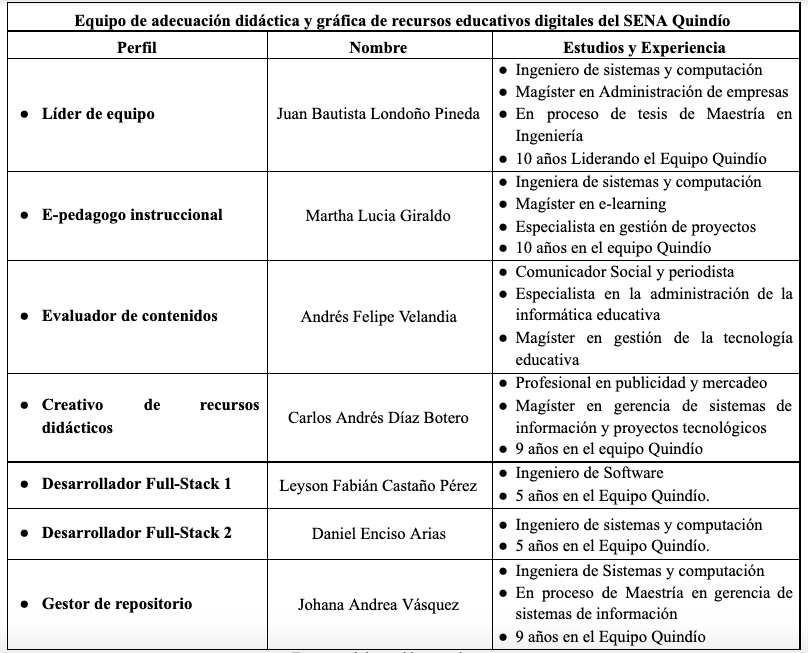 Equipo de adecuación didáctica y gráfica de recursos educativos digitales del SENA Quindío
Perfil Nombre Estudios y Experiencia
● Líder de equipo
Juan Bautista Londoño Pineda
● Ingeniero de sistemas y computación
● Magíster en Administración de empresas
● En proceso de tesis de Maestría en
Ingeniería
● 10 años Liderando el Equipo Quindío
● E-pedagogo instruccional
Martha Lucia Giraldo
● Ingeniera de sistemas y computación
● Magíster en e-learning
● Especialista en gestión de proyectos
● 10 años en el equipo Quindío
● Evaluador de contenidos
Andrés Felipe Velandia
● Comunicador Social y periodista
● Especialista en la administración de la
informática educativa
● Magíster en gestión de la tecnología
educativa
● Creativo de recursos
didácticos
Carlos Andrés Díaz Botero
● Profesional en publicidad y mercadeo
● Magíster en gerencia de sistemas de
información y proyectos tecnológicos
● 9 años en el equipo Quindío
● Desarrollador Full-Stack 1
Leyson Fabián Castaño Pérez
● Ingeniero de Software
● 5 años en el Equipo Quindío.
● Desarrollador Full-Stack 2
Daniel Enciso Arias
● Ingeniero de sistemas y computación
● 5 años en el Equipo Quindío.
● Gestor de repositorio
Johana Andrea Vásquez
● Ingeniera de Sistemas y computación
● En proceso de Maestría en gerencia de
sistemas de información
● 9 años en el Equipo Quindío